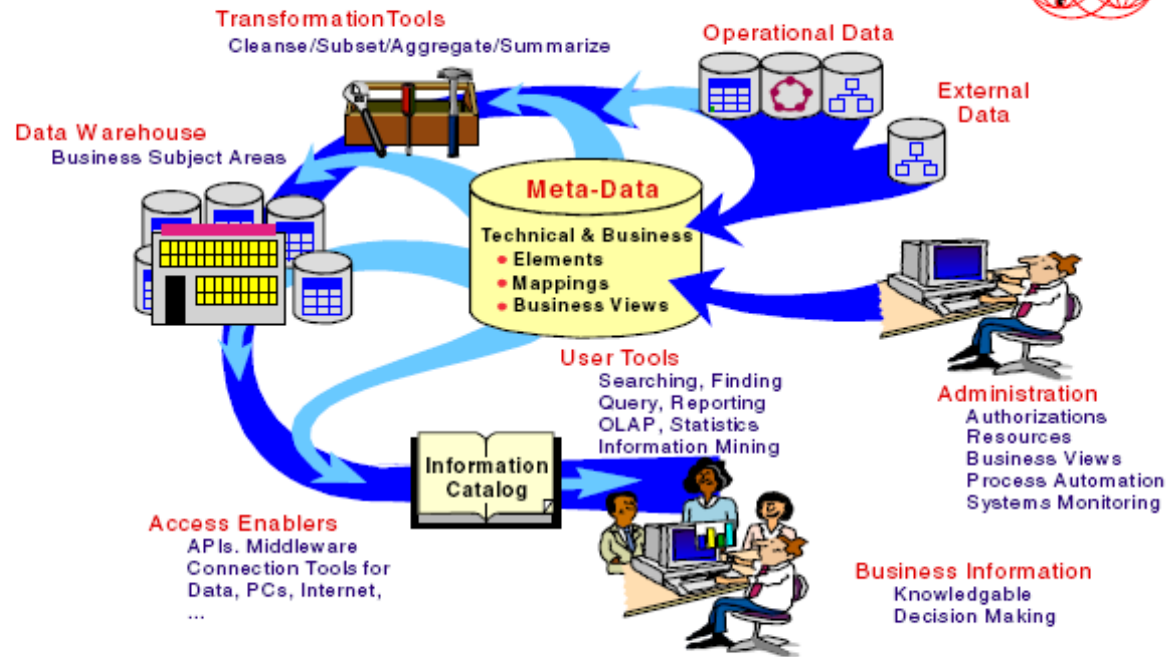 Transformation Tools
Cleanse/Subset/Aggregate/Summarize
Operational Data
External
Data
Data Warehouse
Business Subject Areas
Meta-Data
Technical & Business
• Elements
• Mappings
• Business Views
User Tools
Searching, Finding
Query, Reporting
OLAP, Statistics
Information Mining
Administration
Authorizations
Resources
Business Views
Process Automation
Systems Monitoring
Information
Catalog
Access Enablers
APIs. Middleware
Connection Tools for
Data, PCs, Internet,
...
Business Information
Knowledgable
Decision Making